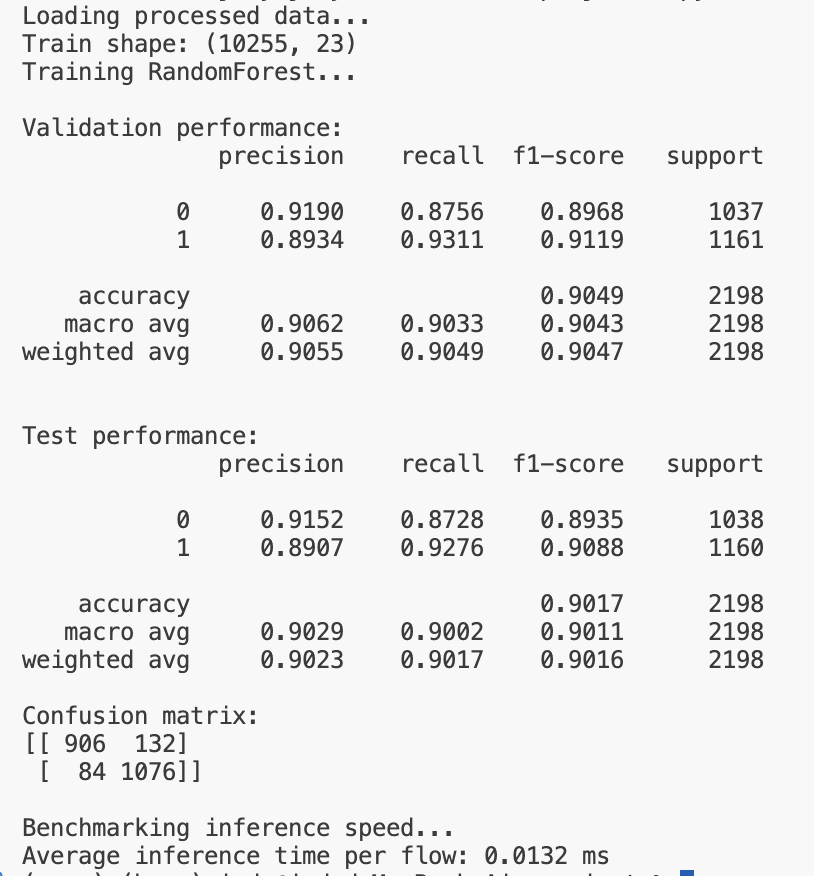 Loading processed data...
Train shape: (10255, 23)
Training RandomForest...
Validation performance:
precision recall f1-score support
0 0.9190 0.8756 0.8968 1037
1 0.8934 0.9311 0.9119 1161
accuracy 0.9049 2198
macro avg 0.9062 0.9033 0.9043 2198
weighted avg 0.9055 0.9049 0.9047 2198
Test performance:
precision recall f1-score support
0 0.9152 0.8728 0.8935 1038
1 0.8907 0.9276 0.9088 1160
accuracy 0.9017 2198
macro avg 0.9029 0.9002 0.9011 2198
weighted avg 0.9023 0.9017 0.9016 2198
Confusion matrix:
[[ 906 132]
[ 84 1076]]
Benchmarking inference speed...
Average inference time per flow: 0.0132 ms